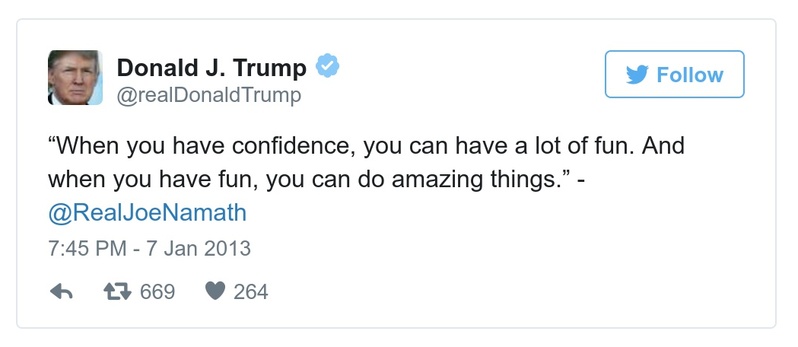 Donald J. Trump
@realDonaldTrump
Follow
“When you have confidence, you can have a lot of fun. And
when you have fun, you can do amazing things.” -
@RealJoeNamath
7:45 PM - 7 Jan 2013
669 264